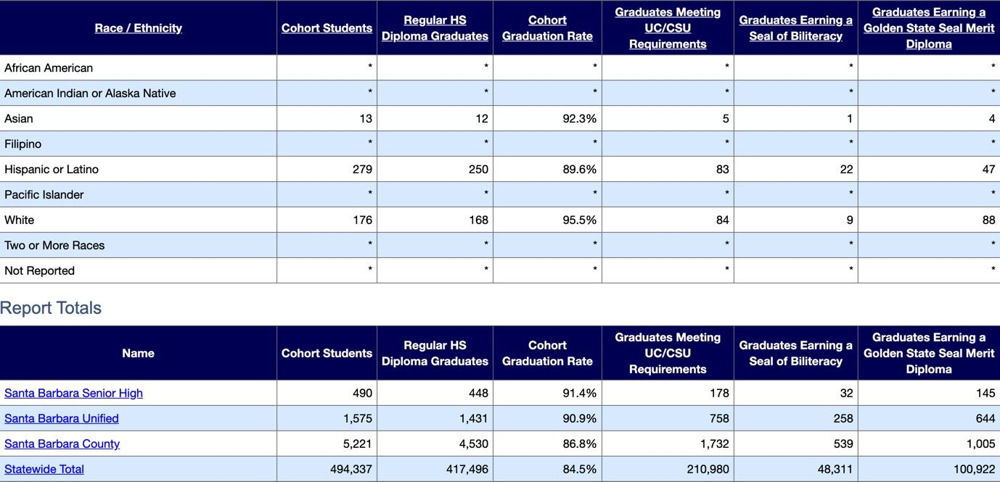 Race / Ethnicity | Cohort Students | Regular HS Diploma Graduates | Cohort Graduation Rate | Graduates Meeting UC/CSU Requirements | Graduates Earning a Seal of Biliteracy | Graduates Earning a Golden State Seal Merit Diploma
African American * * * * * *
American Indian or Alaska Native * * * * * *
Asian 13 12 92.3% 5 1 4
Filipino * * * * * *
Hispanic or Latino 279 250 89.6% 83 22 47
Pacific Islander * * * * * *
White 176 168 95.5% 84 9 88
Two or More Races * * * * * *
Not Reported * * * * * *
Report Totals
Name | Cohort Students | Regular HS Diploma Graduates | Cohort Graduation Rate | Graduates Meeting UC/CSU Requirements | Graduates Earning a Seal of Biliteracy | Graduates Earning a Golden State Seal Merit Diploma
Santa Barbara Senior High 490 448 91.4% 178 32 145
Santa Barbara Unified 1,575 1,431 90.9% 758 258 644
Santa Barbara County 5,221 4,530 86.8% 1,732 539 1,005
Statewide Total 494,337 417,496 84.5% 210,980 48,311 100,922